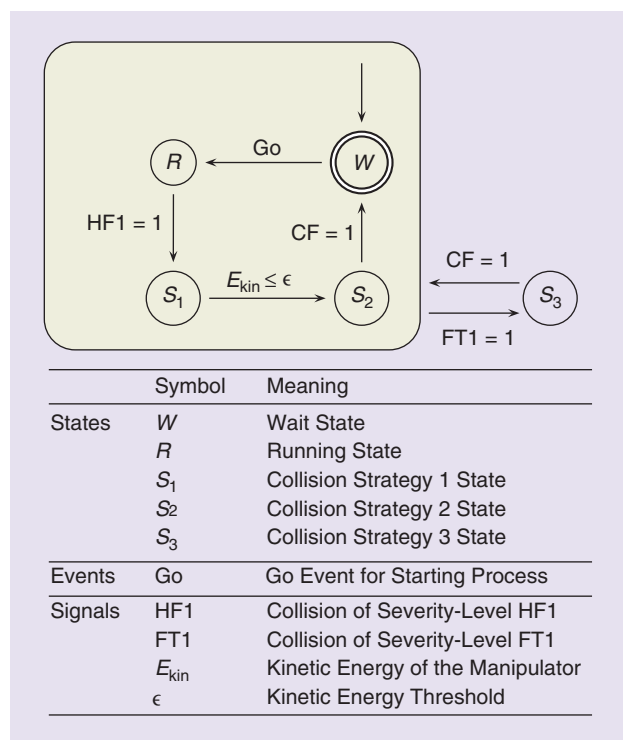 Go
R
W
HF1 = 1
CF = 1
CF = 1
S₁
E_kin ≤ ϵ
S₂
S₃
FT1 = 1
Symbol Meaning
States W Wait State
R Running State
S₁ Collision Strategy 1 State
S2 Collision Strategy 2 State
S₃ Collision Strategy 3 State
Events Go Go Event for Starting Process
Signals HF1 Collision of Severity-Level HF1
FT1 Collision of Severity-Level FT1
E_kin Kinetic Energy of the Manipulator
ϵ Kinetic Energy Threshold